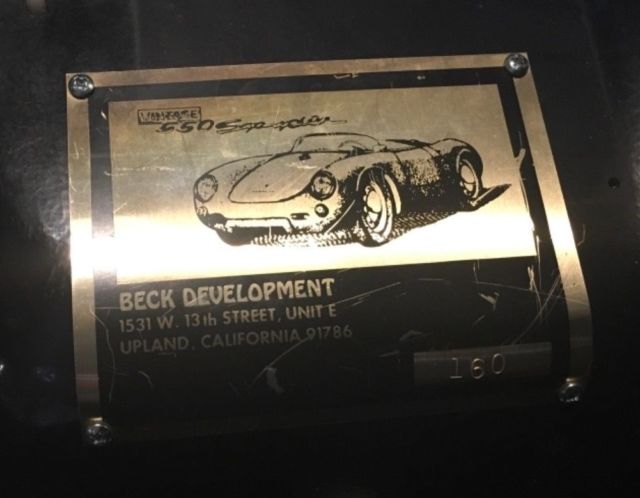 VINTAGE
550 Spyder
BECK DEVELOPMENT
1531 W. 13th STREET, UNIT E
UPLAND, CALIFORNIA 91786
160